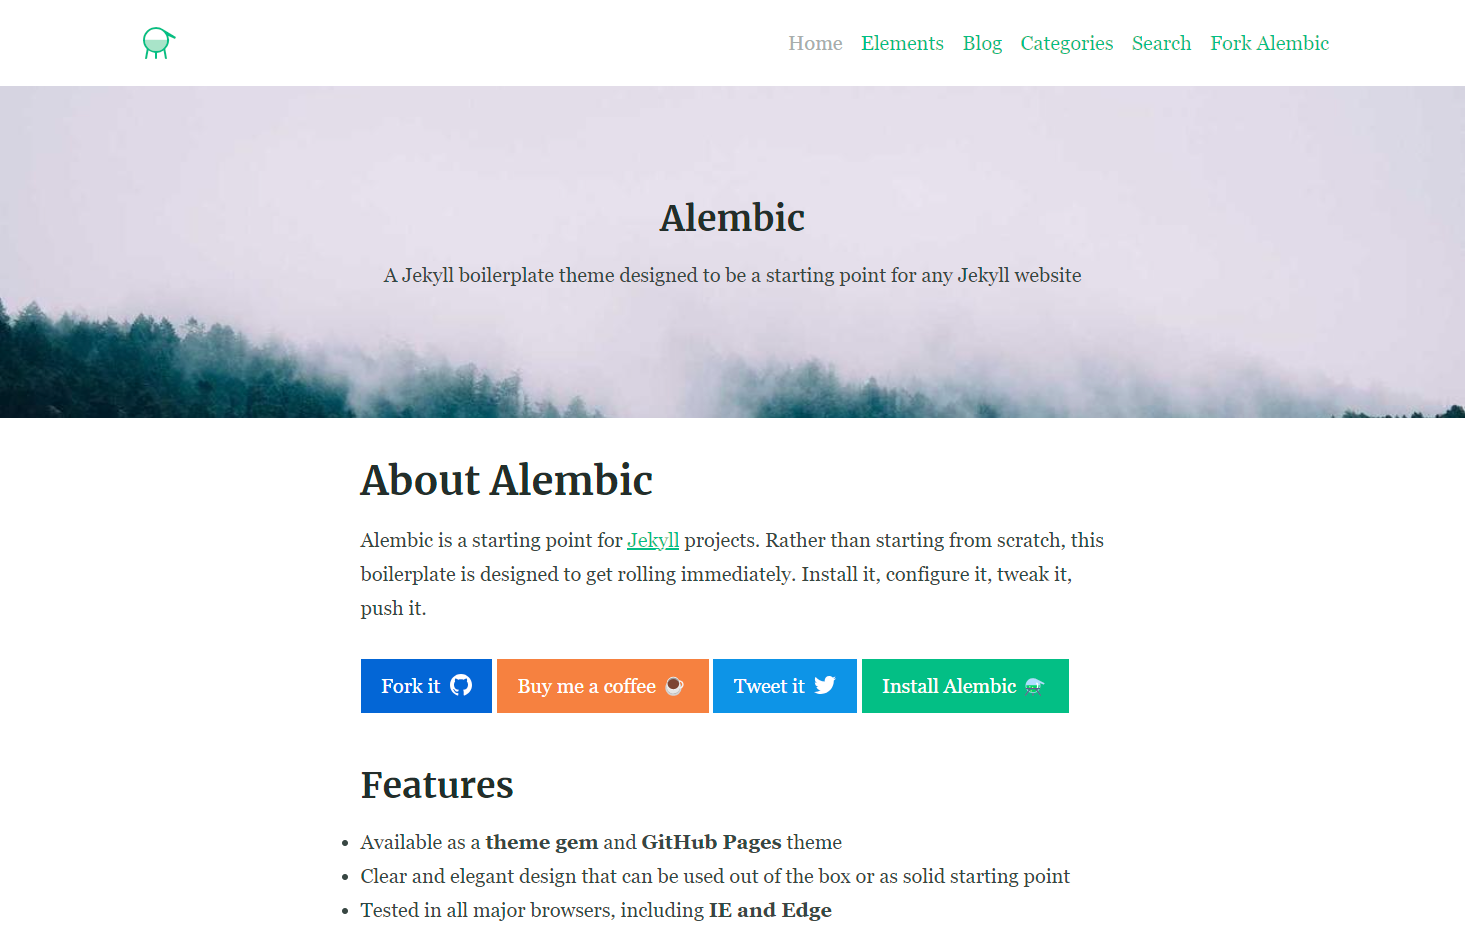 Home Elements Blog Categories Search Fork Alembic
Alembic
A Jekyll boilerplate theme designed to be a starting point for any Jekyll website
About Alembic
Alembic is a starting point for Jekyll projects. Rather than starting from scratch, this
boilerplate is designed to get rolling immediately. Install it, configure it, tweak it,
push it.
Fork it Buy me a coffee Tweet it Install Alembic
Features
Available as a theme gem and GitHub Pages theme
Clear and elegant design that can be used out of the box or as solid starting point
Tested in all major browsers, including IE and Edge